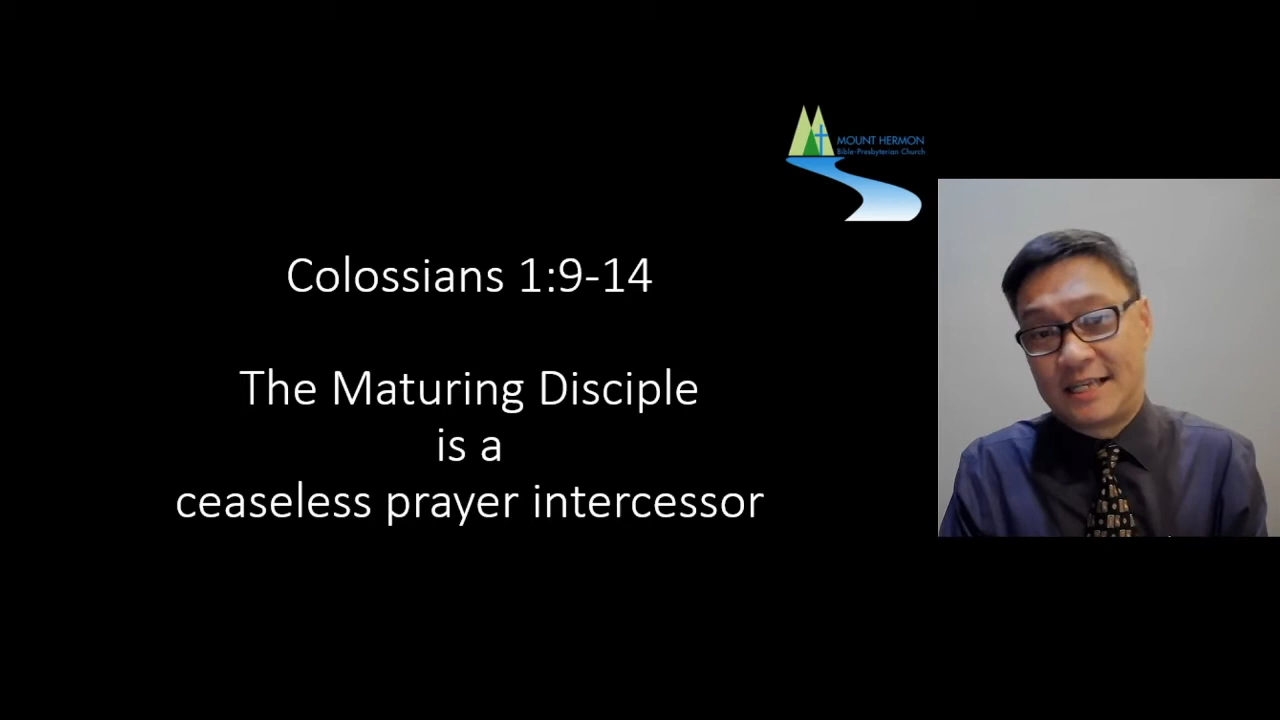 MOUNT HERMON
Bible-Presbyterian Church
Colossians 1:9-14
The Maturing Disciple
is a
ceaseless prayer intercessor